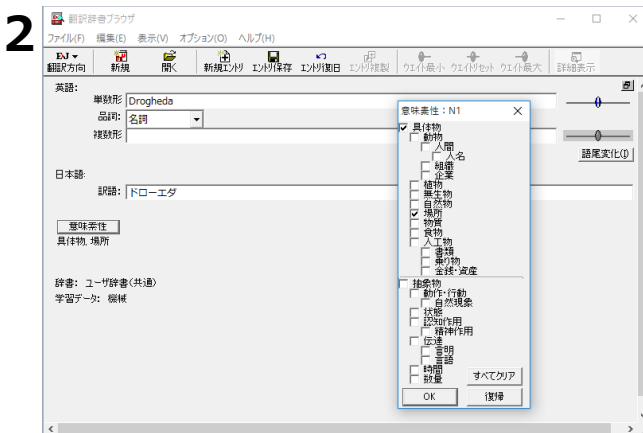 2
翻訳辞書ブラウザ
ファイル(F) 編集(E) 表示(V) オプション(O) ヘルプ(H)
EJ
翻訳方向 新規 開く 新規エントリ エントリ保存 エントリ復旧 エントリ複製 ウエイト最小 ウエイトリセット ウエイト最大 詳細表示
英語:
単数形 Drogheda
品詞: 名詞
複数形
語尾変化(I)
日本語:
訳語: ドローエダ
意味素性
具体物, 場所
辞書: ユーザ辞書(共通)
学習データ: 機械
意味素性:N1
具体物
動物
人間
人名
組織
企業
植物
無生物
自然物
場所
物質
食物
人工物
書類
乗り物
金銭・資産
抽象物
動作・行動
自然現象
状態
認知作用
精神作用
伝達
言明
言語
時間
数量
すべてクリア
OK 復帰